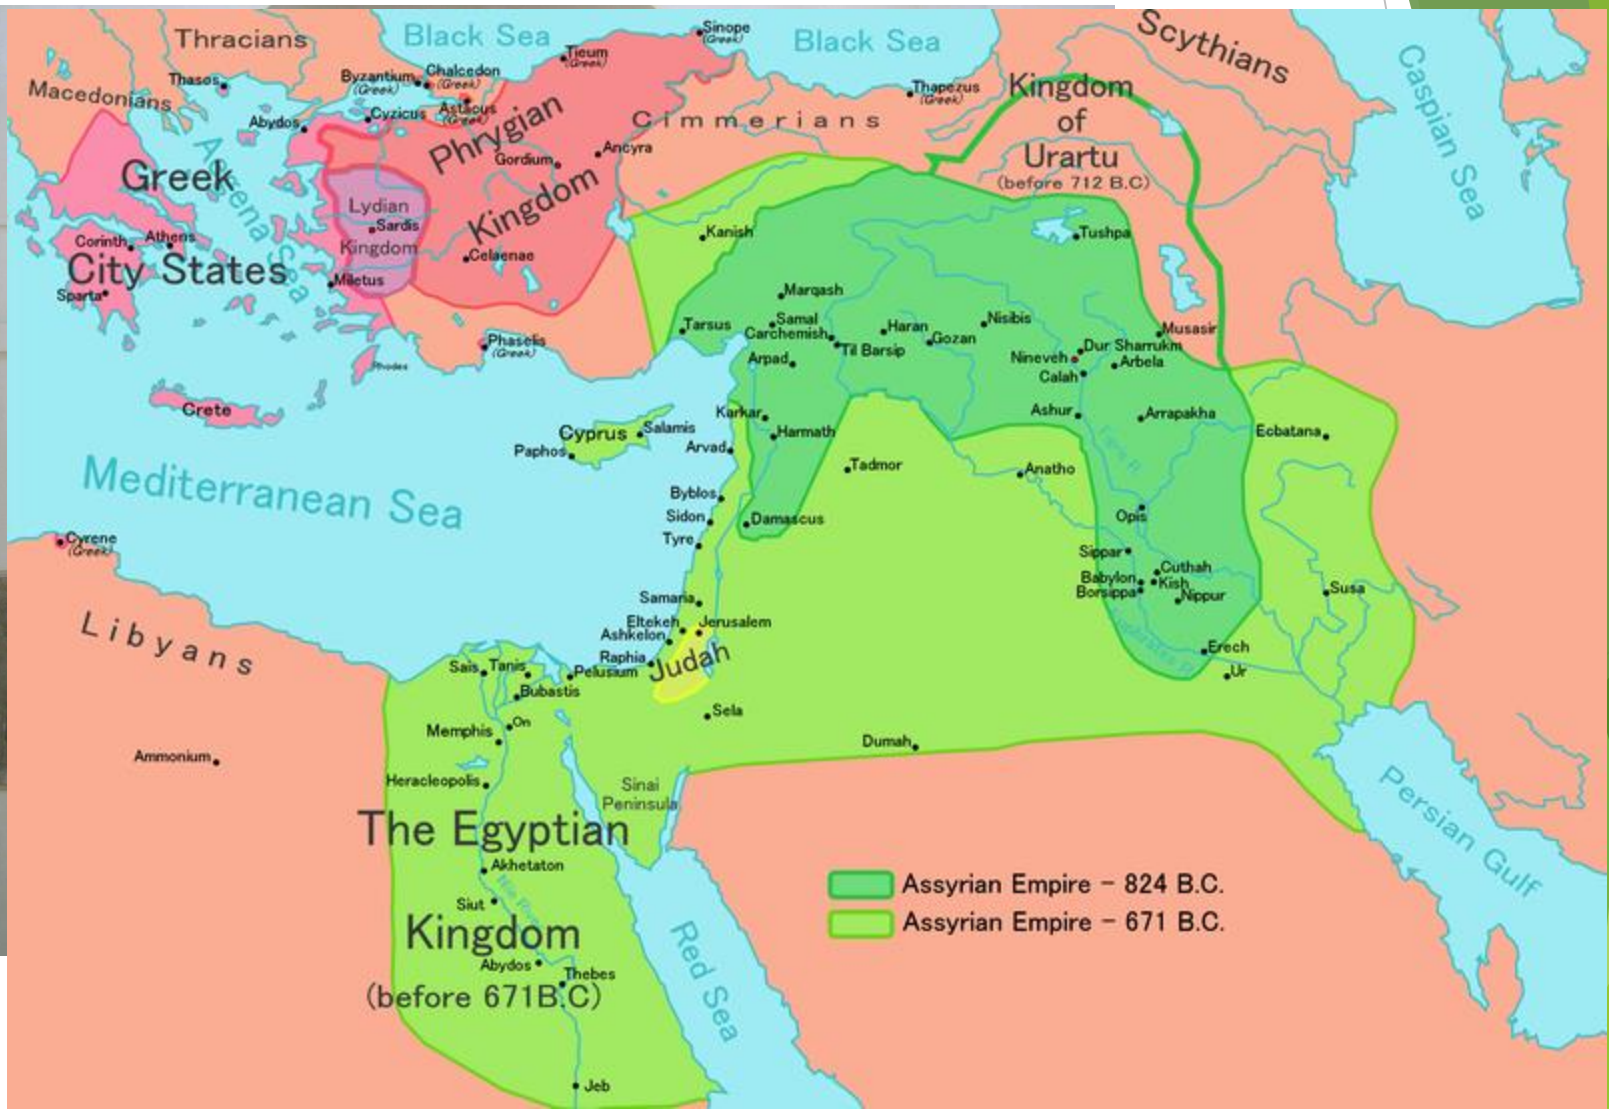 Black Sea
Black Sea
Scythians
Caspian Sea
Thracians
Macedonians
Thasos
Byzantium
(Greek)
Chalcedon
(Greek)
Tieum
(Greek)
Sinope
(Greek)
Thapezus
(Greek)
Kingdom
of
Urartu
(before 712 B.C)
Abydos
Cyzicus
Astacus
(Greek)
Cimmerians
Phrygian
Kingdom
Gordium
Ancyra
Greek
City States
Lydian
Sardis
Kingdom
Celaenae
Miletus
Corinth
Athens
Sparta
Kanish
Tushpa
Marqash
Tarsus
Samal
Carchemish
Til Barsip
Haran
Gozan
Nisibis
Musasir
Dur Sharrukm
Nineveh
Arbela
Calah
Arpad
Phaselis
(Greek)
Rhodes
Crete
Cyprus
Salamis
Paphos
Karkar
Harmath
Arvad
Ashur
Arrapakha
Ecbatana
Mediterranean Sea
Tadmor
Anatho
Byblos
Sidon
Damascus
Tyre
Opis
Cyrene
(Greek)
Sippar
Cuthah
Babylon
Kish
Borsippa
Nippur
Susa
Libyans
Samaria
Eltekeh
Jerusalem
Ashkelon
Raphia
Judah
Erech
Ur
Sais
Tanis
Pelusium
Bubastis
Sela
On
Memphis
Dumah
Ammonium
Heracleopolis
Sinai
Peninsula
Persian Gulf
The Egyptian
Kingdom
(before 671B.C)
Akhetaton
Nile River
Siut
Abydos
Thebes
Red Sea
Jeb
Assyrian Empire - 824 B.C.
Assyrian Empire - 671 B.C.